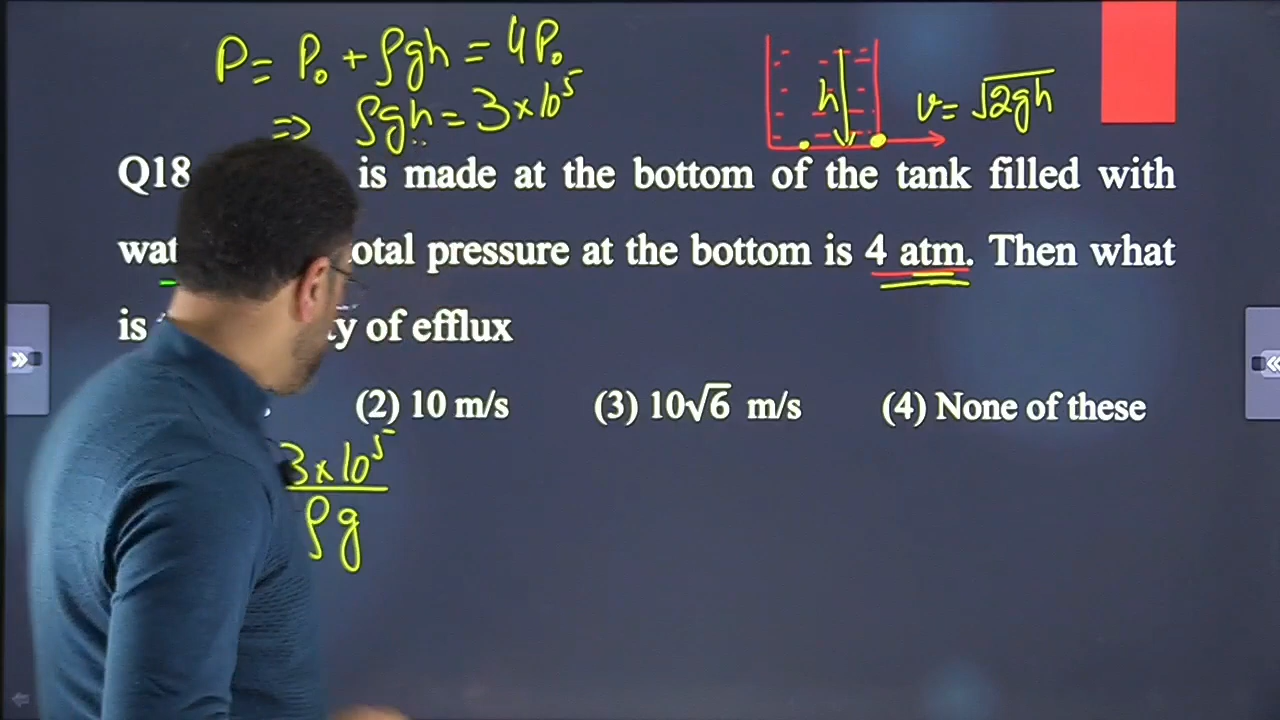 P = P₀ + ρgh = 4P₀
⇒ ρgh = 3×10⁵
h
v = √2gh
Q18 is made at the bottom of the tank filled with
wat otal pressure at the bottom is 4 atm. Then what
is ty of efflux
(2) 10 m/s (3) 10√6 m/s (4) None of these
3×10⁵
ρg